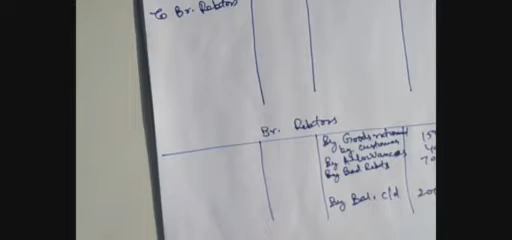 To Br. Debtors
Br. Debtors
By Goods returned
by customers
By Allowances
By Bad Debts
By Bal. c/d